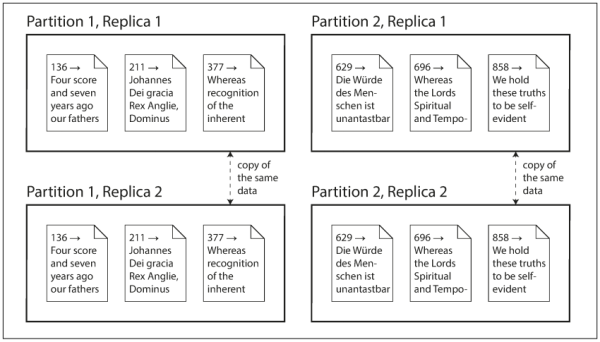 Partition 1, Replica 1
136 →
Four score
and seven
years ago
our fathers
211 →
Johannes
Dei gracia
Rex Anglie,
Dominus
377 →
Whereas
recognition
of the
inherent
Partition 2, Replica 1
629 →
Die Würde
des Men-
schen ist
unantastbar
696 →
Whereas
the Lords
Spiritual
and Tempo-
858 →
We hold
these truths
to be self-
evident
copy of
the same
data
copy of
the same
data
Partition 1, Replica 2
136 →
Four score
and seven
years ago
our fathers
211 →
Johannes
Dei gracia
Rex Anglie,
Dominus
377 →
Whereas
recognition
of the
inherent
Partition 2, Replica 2
629 →
Die Würde
des Men-
schen ist
unantastbar
696 →
Whereas
the Lords
Spiritual
and Tempo-
858 →
We hold
these truths
to be self-
evident